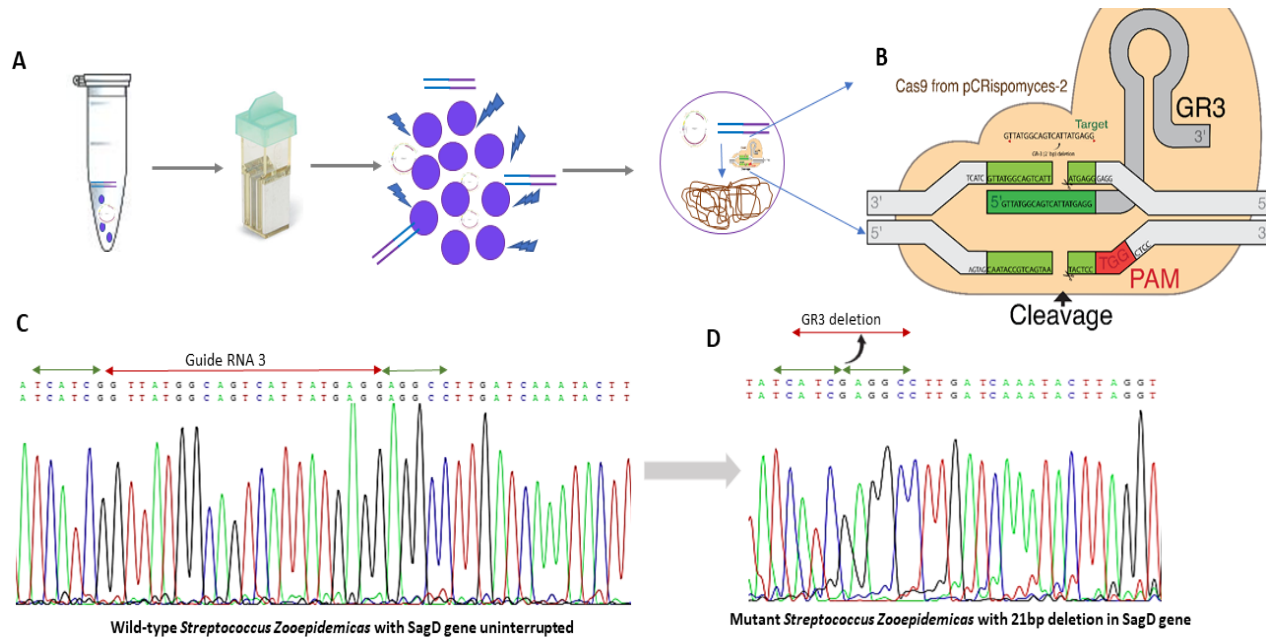 A
B
Cas9 from pCRispomyces-2
GR3
3'
Target
GTTATGGCAGTCATTATGAGG
TCATC GTTATGGCAGTCATT ATGAGG GAGG
3' 5'GTTATGGCAGTCATTATGAGG 5
5' 3
AGTAG CAATACCGTCAGTAA TACTCC TGG CTCC
PAM
Cleavage
C
Guide RNA 3
A T C A T C G G T T A T G G C A G T C A T T A T G A G G A G G C C T T G A T C A A A T A C T T
A T C A T C G G T T A T G G C A G T C A T T A T G A G G A G G C C T T G A T C A A A T A C T T
Wild-type Streptococcus Zooepidemicas with SagD gene uninterrupted
GR3 deletion
D
T A T C A T C G A G G C C T T G A T C A A A T A C T T A G G T
T A T C A T C G A G G C C T T G A T C A A A T A C T T A G G T
Mutant Streptococcus Zooepidemicas with 21bp deletion in SagD gene